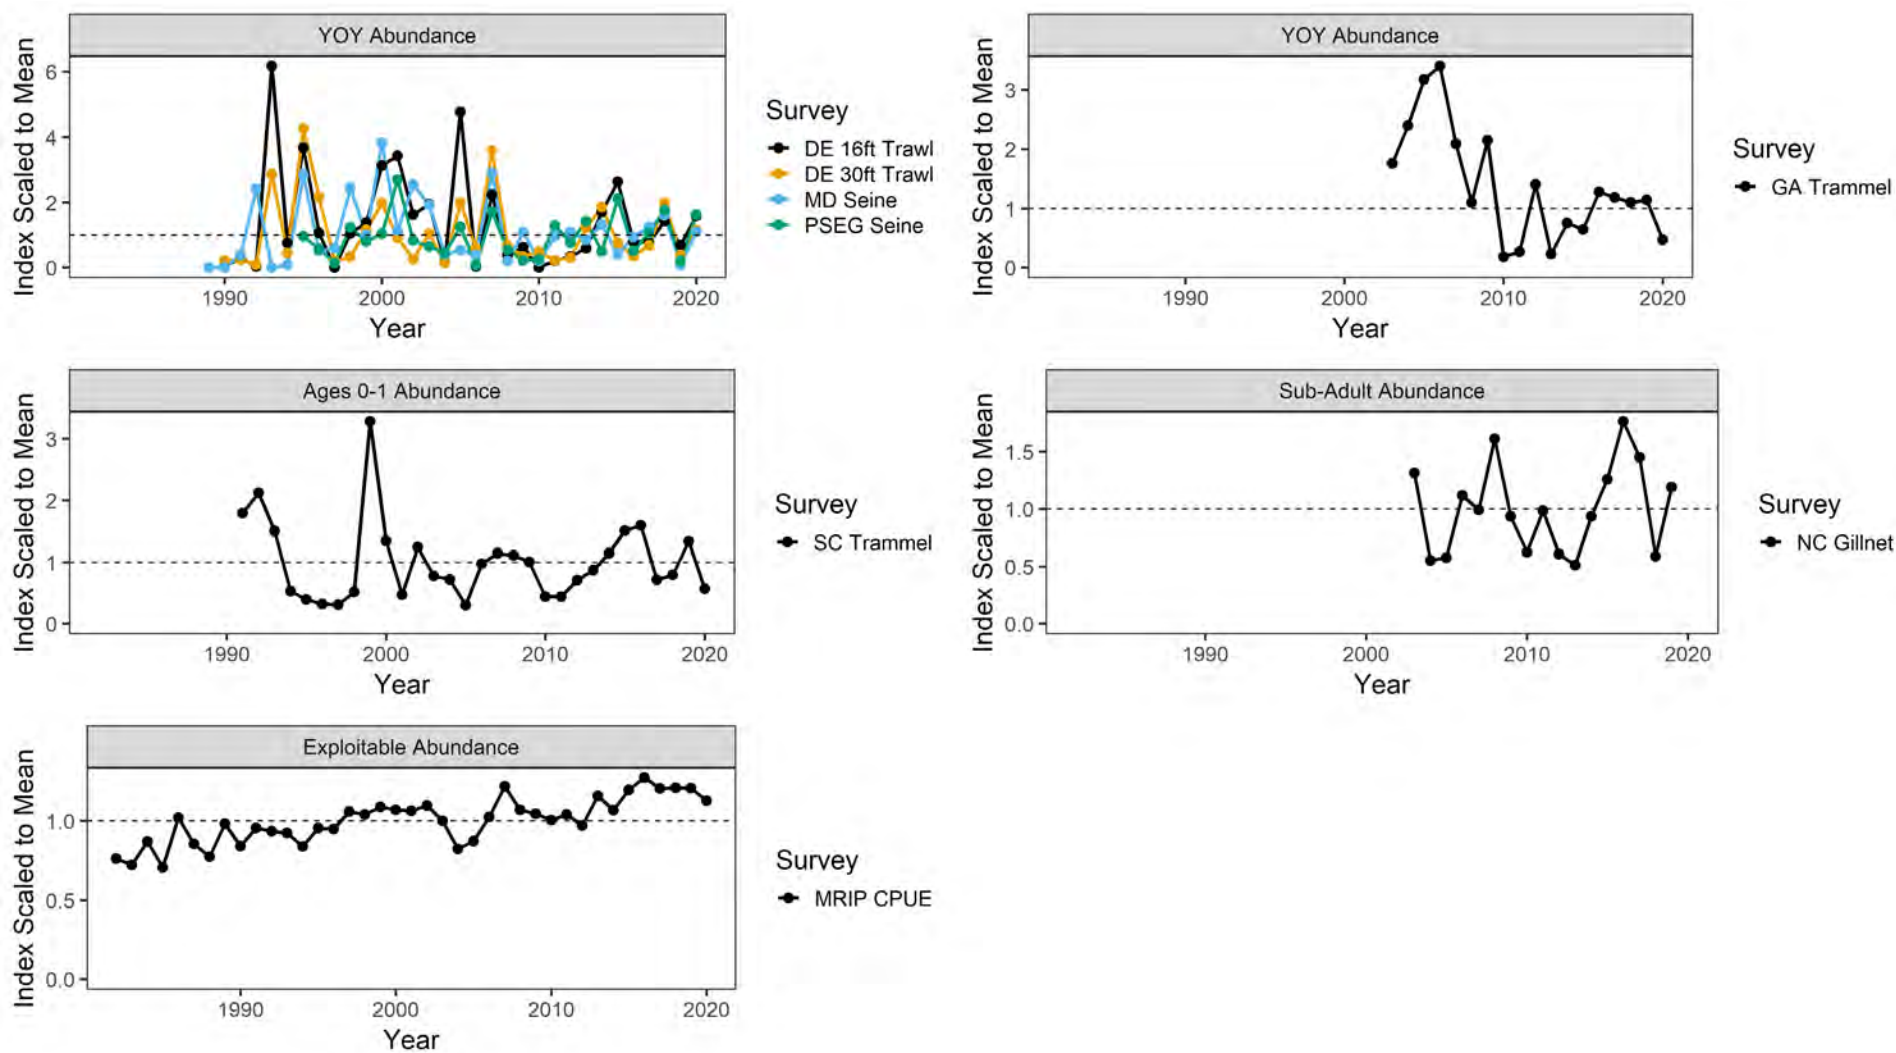 YOY Abundance
Index Scaled to Mean
6
4
2
0
1990
2000
2010
2020
Year
Survey
DE 16ft Trawl
DE 30ft Trawl
MD Seine
PSEG Seine
YOY Abundance
Index Scaled to Mean
3
2
1
0
1990
2000
2010
2020
Year
Survey
GA Trammel
Ages 0-1 Abundance
Index Scaled to Mean
3
2
1
0
1990
2000
2010
2020
Year
Survey
SC Trammel
Sub-Adult Abundance
Index Scaled to Mean
1.5
1.0
0.5
0.0
1990
2000
2010
2020
Year
Survey
NC Gillnet
Exploitable Abundance
Index Scaled to Mean
1.0
0.5
0.0
1990
2000
2010
2020
Year
Survey
MRIP CPUE